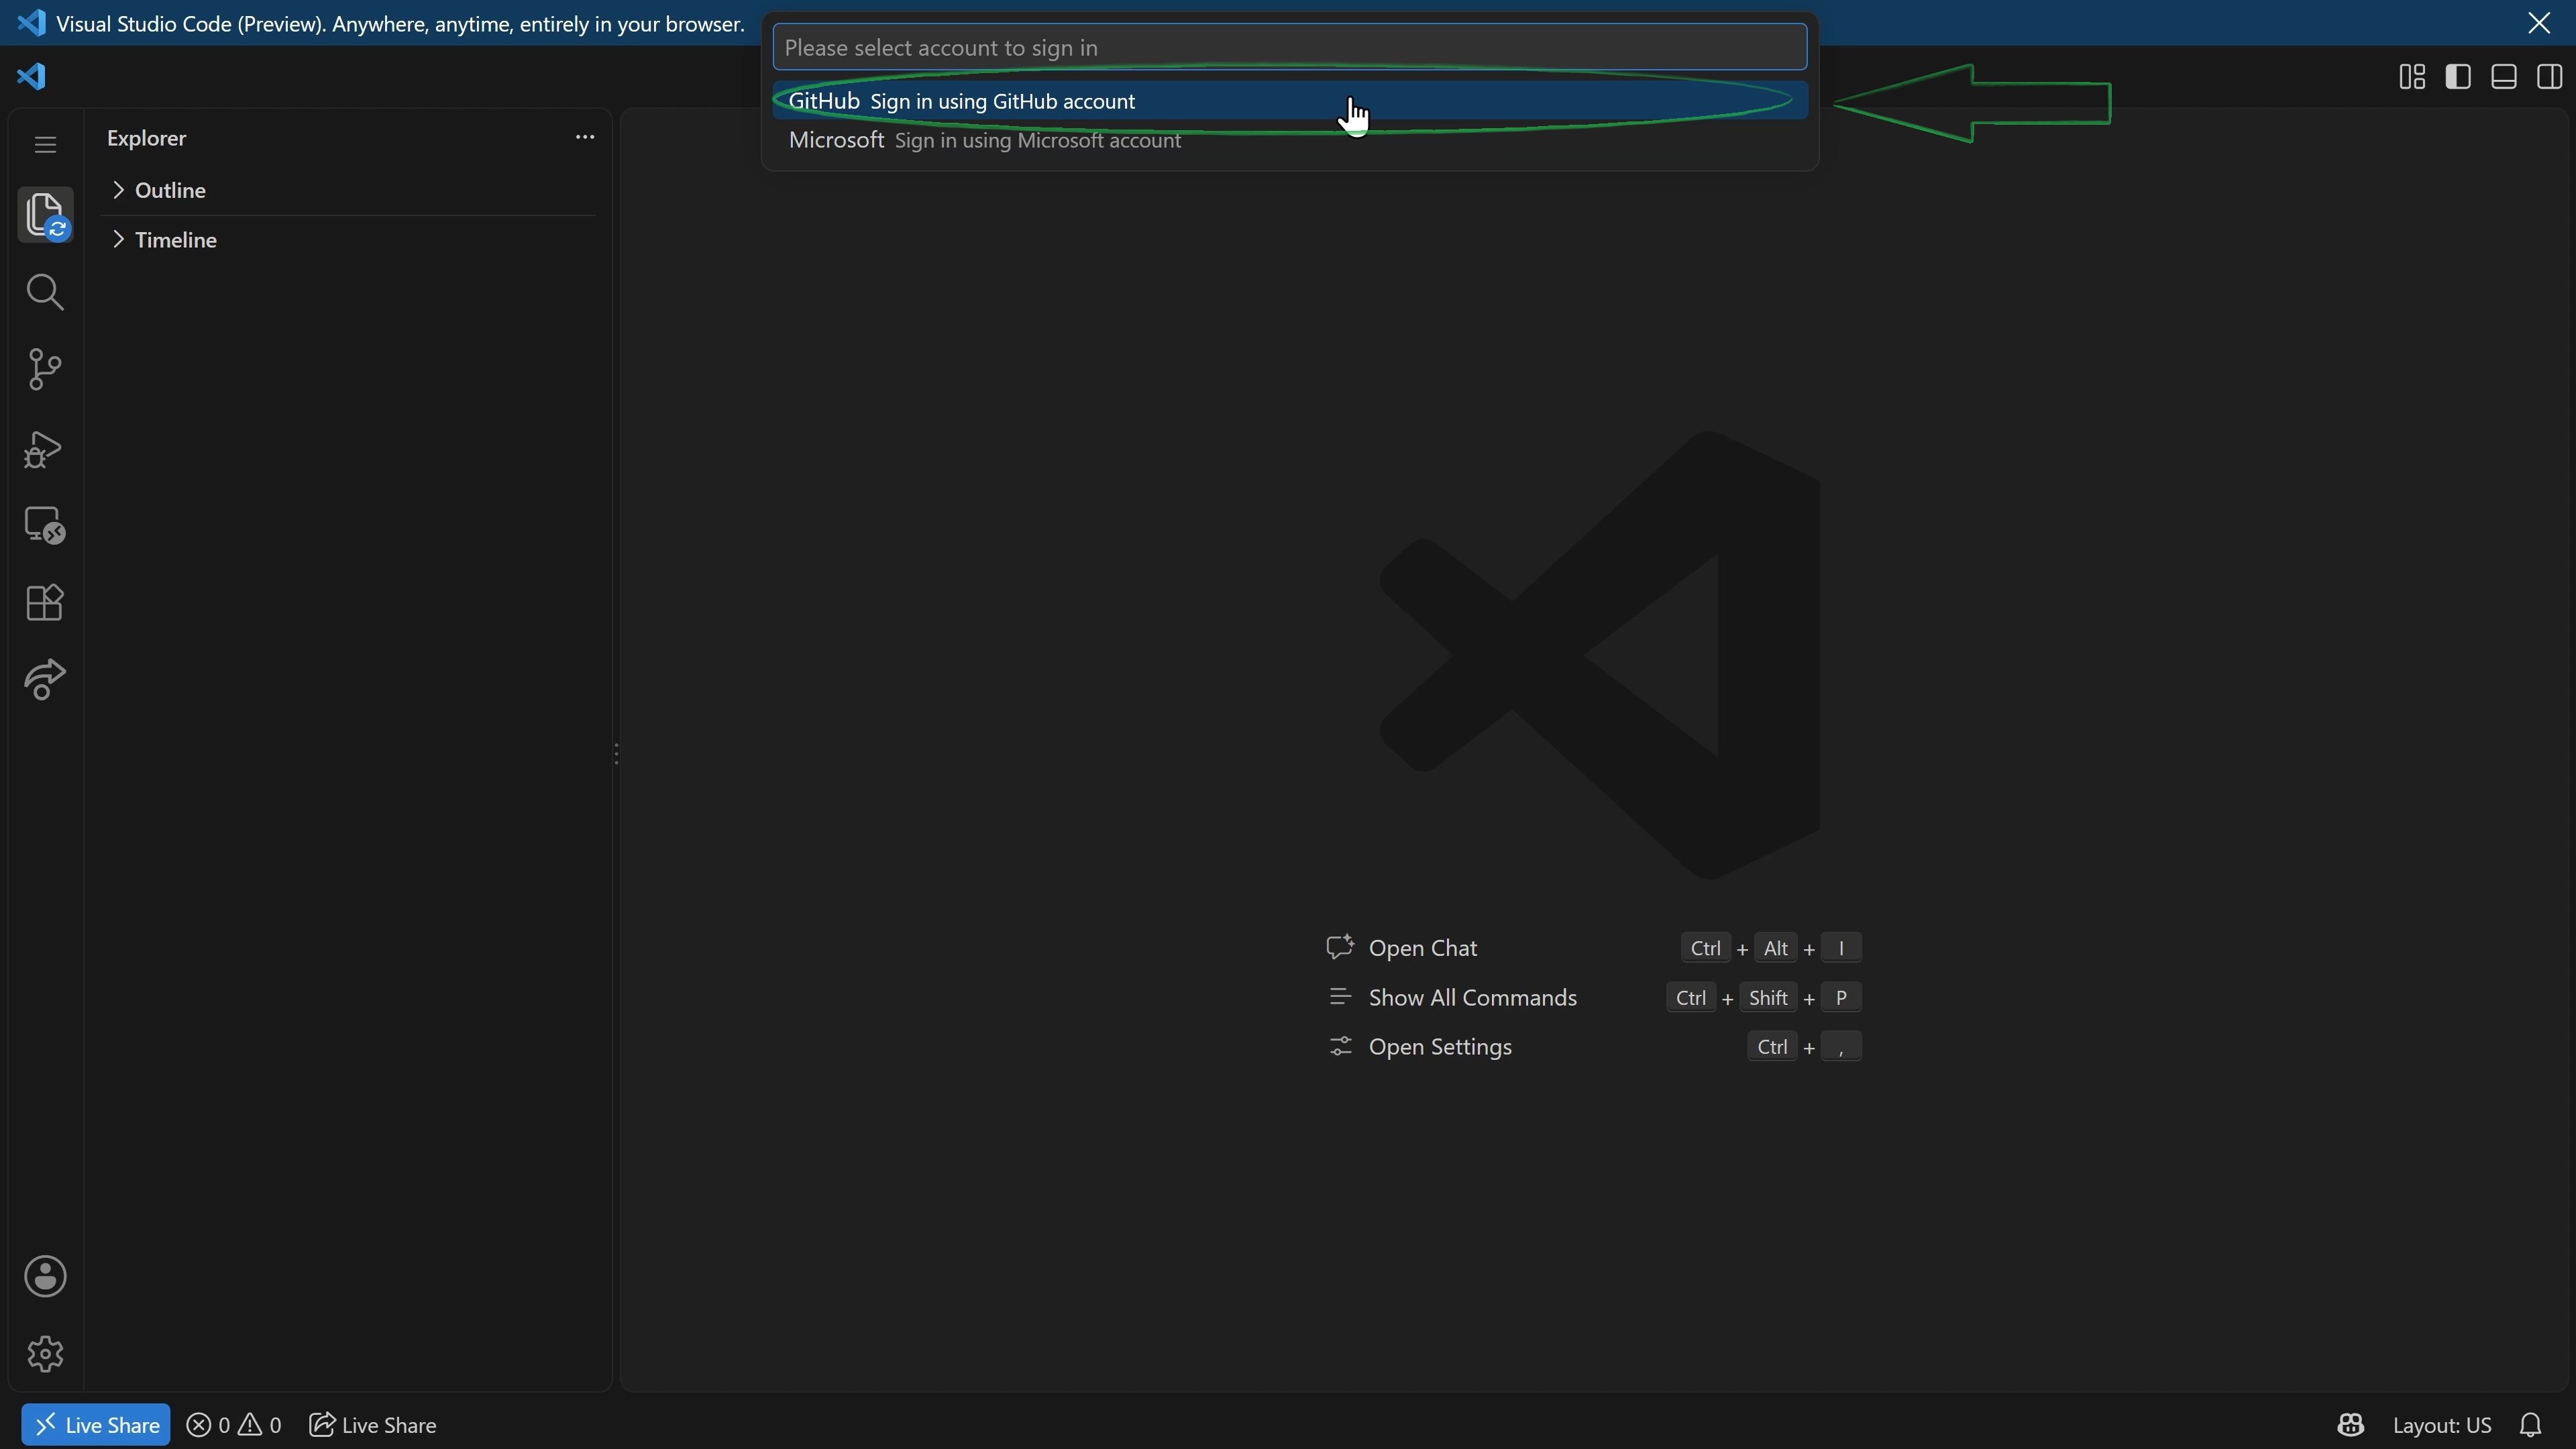 Visual Studio Code (Preview). Anywhere, anytime, entirely in your browser.
Please select account to sign in
GitHub Sign in using GitHub account
Microsoft Sign in using Microsoft account
Explorer
Outline
Timeline
Open Chat Ctrl + Alt + I
Show All Commands Ctrl + Shift + P
Open Settings Ctrl + ,
Live Share 0 0 Live Share Layout: US